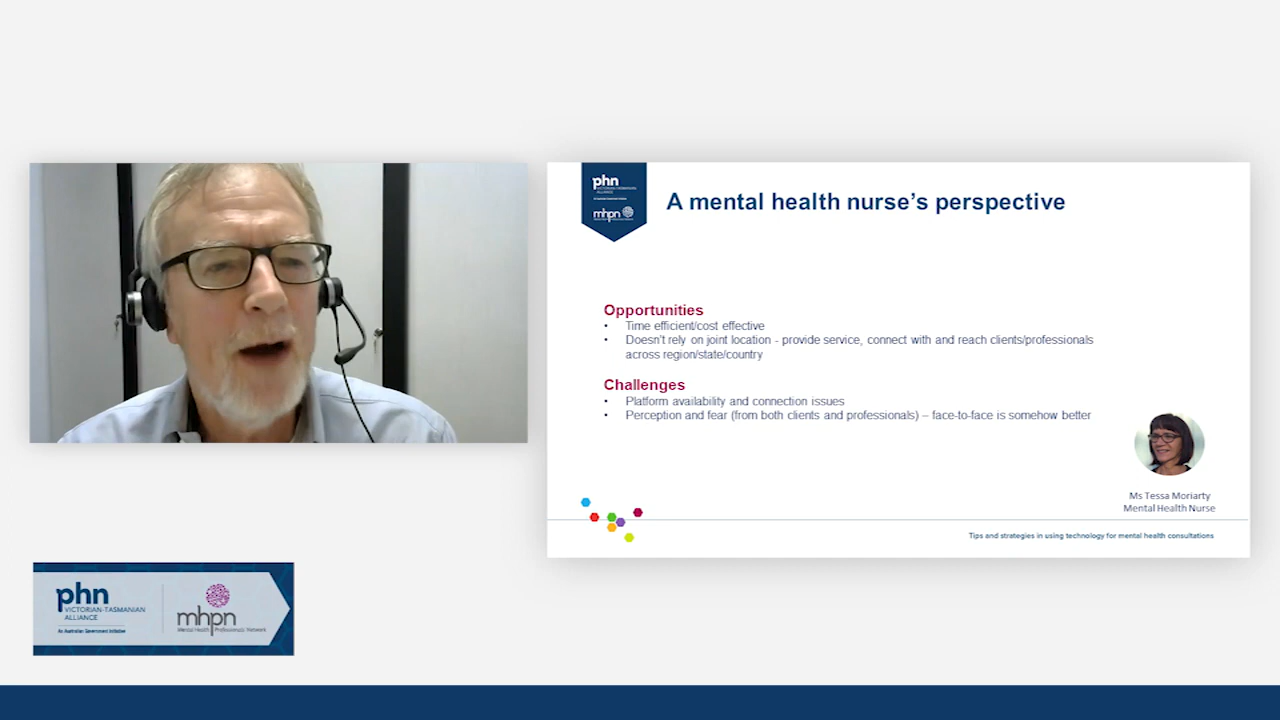 phn
VICTORIAN-TASMANIAN
ALLIANCE
An Australian Government Initiative
mhpn
Mental Health Professionals' Network
phn
VICTORIAN-TASMANIAN
ALLIANCE
mhpn
A mental health nurse's perspective
Opportunities
• Time efficient/cost effective
• Doesn't rely on joint location - provide service, connect with and reach clients/professionals
across region/state/country
Challenges
• Platform availability and connection issues
• Perception and fear (from both clients and professionals) – face-to-face is somehow better
Ms Tessa Moriarty
Mental Health Nurse
Tips and strategies in using technology for mental health consultations